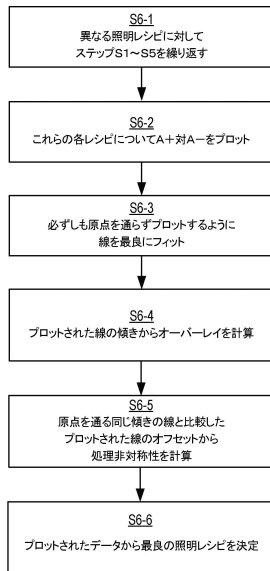 S6-1
異なる照明レシピに対して
ステップS1～S5を繰り返す
S6-2
これらの各レシピについてA+対A-をプロット
S6-3
必ずしも原点を通らずプロットするように
線を最良にフィット
S6-4
プロットされた線の傾きからオーバーレイを計算
S6-5
原点を通る同じ傾きの線と比較した
プロットされた線のオフセットから
処理非対称性を計算
S6-6
プロットされたデータから最良の照明レシピを決定